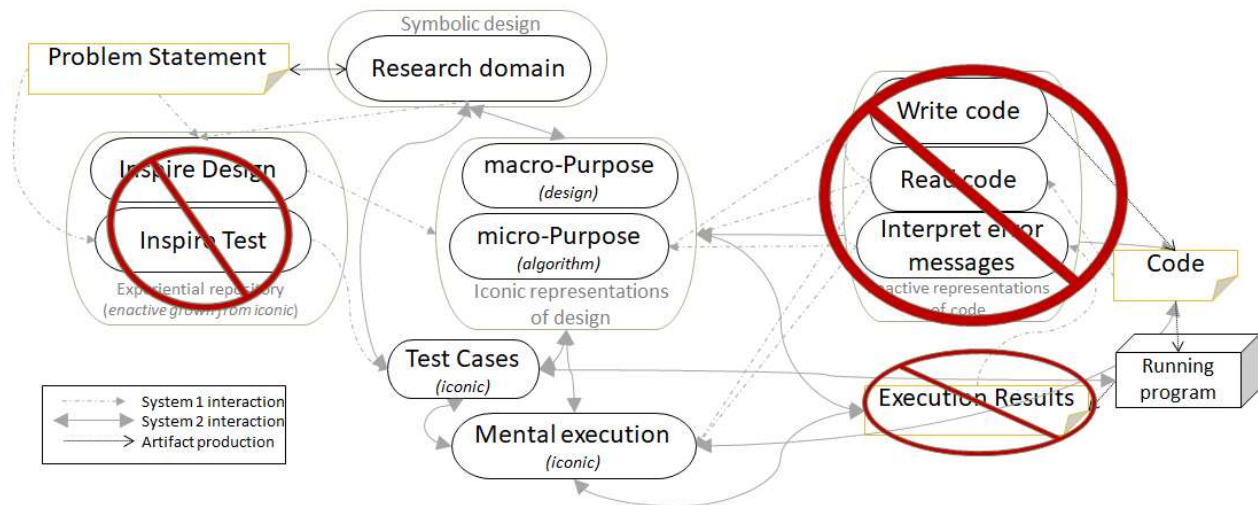 Symbolic design
Problem Statement
Research domain
Inspire Design
Inspire Test
Experiential repository
(enactive grown from iconic)
macro-Purpose
(design)
micro-Purpose
(algorithm)
Iconic representations
of design
Write code
Read code
Interpret error
messages
nactive representations
of code
Code
Test Cases
(iconic)
Mental execution
(iconic)
Execution Results
Running
program
System 1 interaction
System 2 interaction
Artifact production